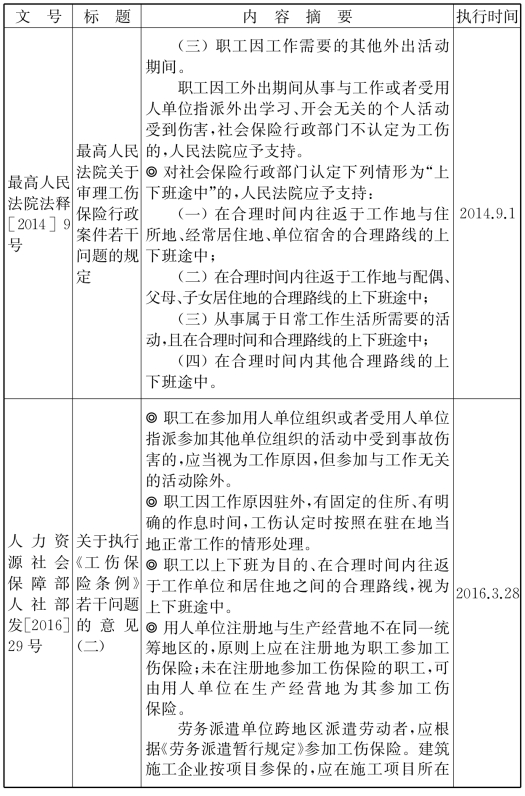 文号 标题 内容摘要 执行时间
最高人民
法院法释
[2014] 9
号
最高人民
法院关于
审理工伤
保险行政
案件若干
问题的规
定
(三) 职工因工作需要的其他外出活动
期间。
职工因工外出期间从事与工作或者受用
人单位指派外出学习、开会无关的个人活动
受到伤害,社会保险行政部门不认定为工伤
的,人民法院应予支持。
◎ 对社会保险行政部门认定下列情形为“上
下班途中”的,人民法院应予支持:
(一) 在合理时间内往返于工作地与住
所地、经常居住地、单位宿舍的合理路线的上
下班途中;
(二) 在合理时间内往返于工作地与配偶、
父母、子女居住地的合理路线的上下班途中;
(三) 从事属于日常工作生活所需要的活
动,且在合理时间和合理路线的上下班途中;
(四) 在合理时间内其他合理路线的上
下班途中。
2014.9.1
人力资
源社会
保障部
人社部
发[2016]
29号
关于执行
《工伤保
险条例》
若干问题
的意见
(二)
◎ 职工在参加用人单位组织或者受用人单位
指派参加其他单位组织的活动中受到事故伤
害的,应当视为工作原因,但参加与工作无关
的活动除外。
◎ 职工因工作原因驻外,有固定的住所、有明
确的作息时间,工伤认定时按照在驻在地当
地正常工作的情形处理。
◎ 职工以上下班为目的、在合理时间内往返
于工作单位和居住地之间的合理路线,视为
上下班途中。
◎ 用人单位注册地与生产经营地不在同一统
筹地区的,原则上应在注册地为职工参加工
伤保险;未在注册地参加工伤保险的职工,可
由用人单位在生产经营地为其参加工伤
保险。
劳务派遣单位跨地区派遣劳动者,应根
据《劳务派遣暂行规定》参加工伤保险。建筑
施工企业按项目参保的,应在施工项目所在
2016.3.28